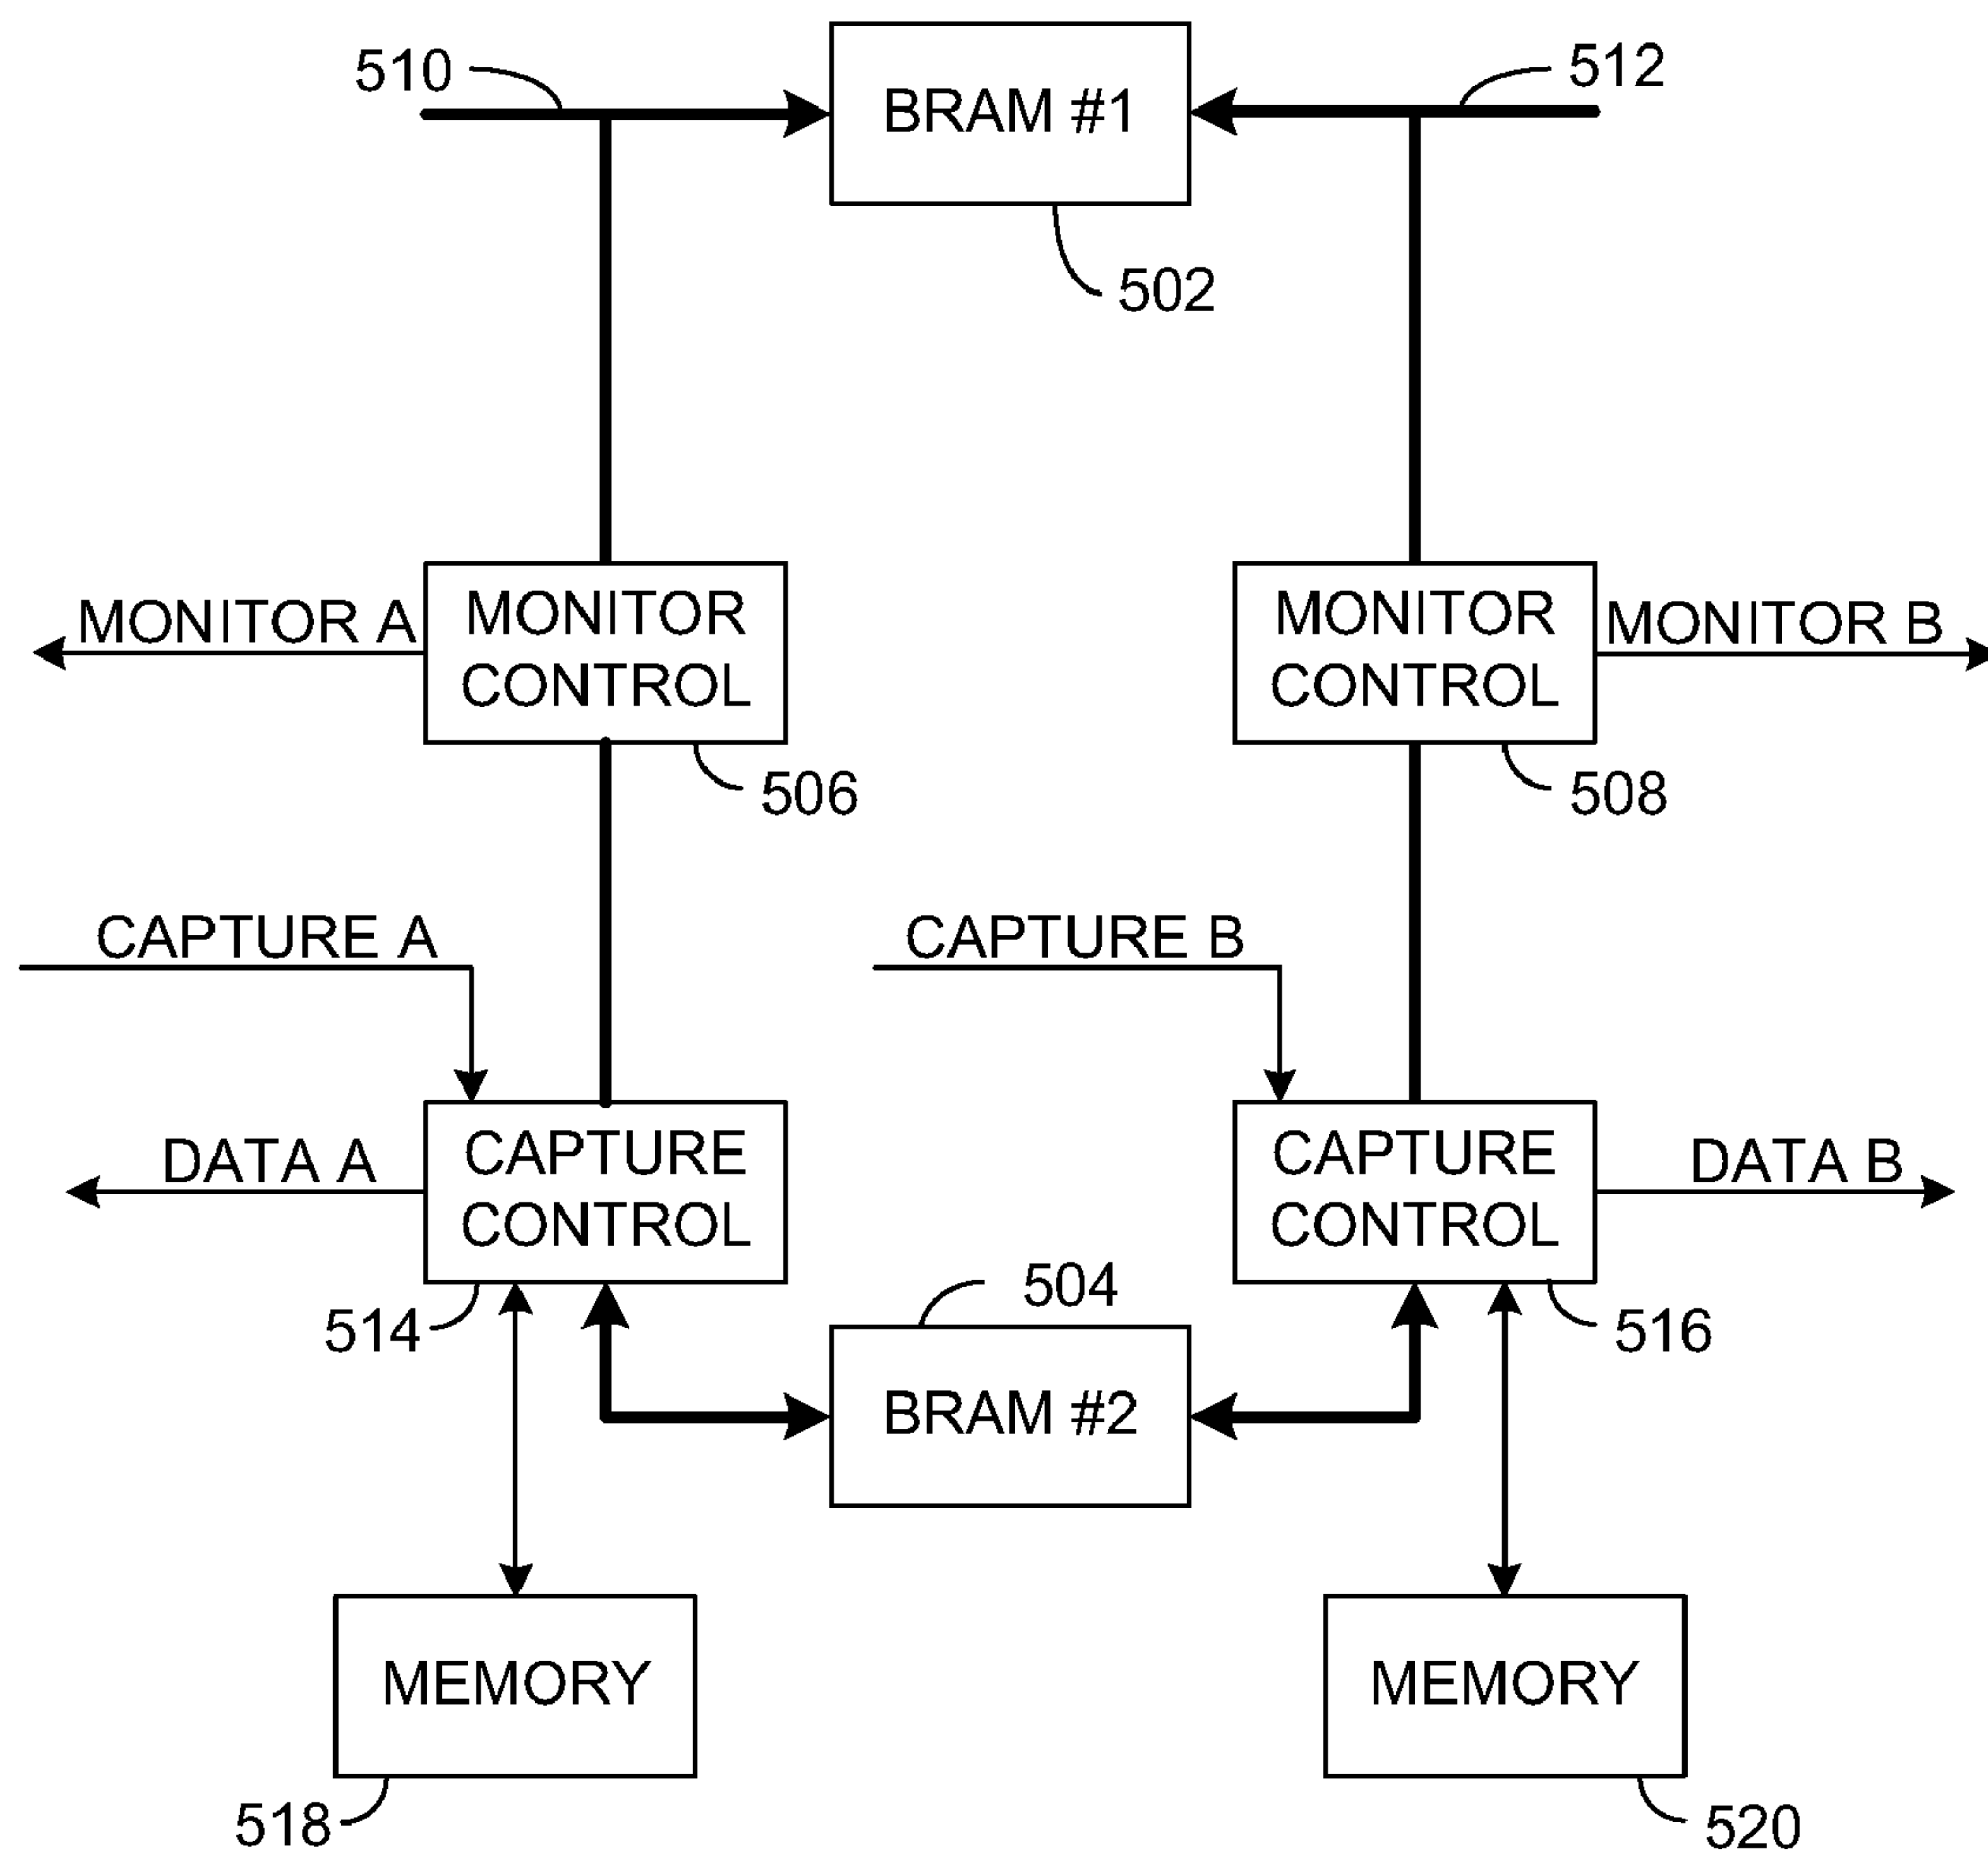 510
BRAM #1
512
502
MONITOR A
MONITOR
CONTROL
MONITOR
CONTROL
MONITOR B
506
508
CAPTURE A
CAPTURE B
DATA A
CAPTURE
CONTROL
CAPTURE
CONTROL
DATA B
514
504
516
BRAM #2
MEMORY
MEMORY
518
520